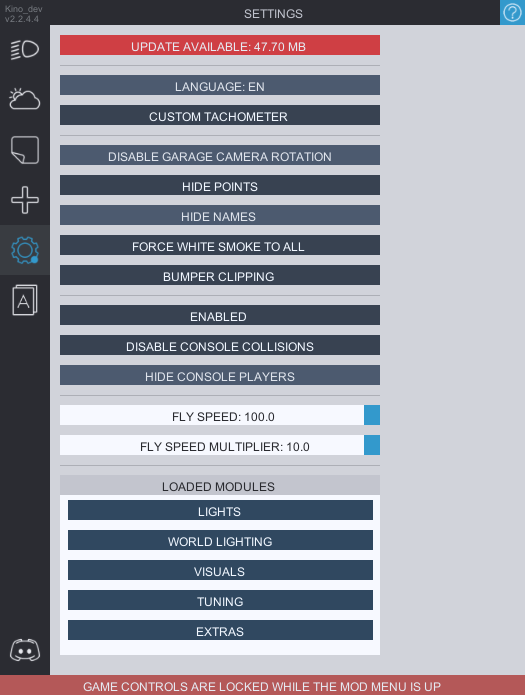 Kino_dev
v2.2.4.4
SETTINGS
UPDATE AVAILABLE: 47.70 MB
LANGUAGE: EN
CUSTOM TACHOMETER
DISABLE GARAGE CAMERA ROTATION
HIDE POINTS
HIDE NAMES
FORCE WHITE SMOKE TO ALL
BUMPER CLIPPING
ENABLED
DISABLE CONSOLE COLLISIONS
HIDE CONSOLE PLAYERS
FLY SPEED: 100.0
FLY SPEED MULTIPLIER: 10.0
LOADED MODULES
LIGHTS
WORLD LIGHTING
VISUALS
TUNING
EXTRAS
GAME CONTROLS ARE LOCKED WHILE THE MOD MENU IS UP